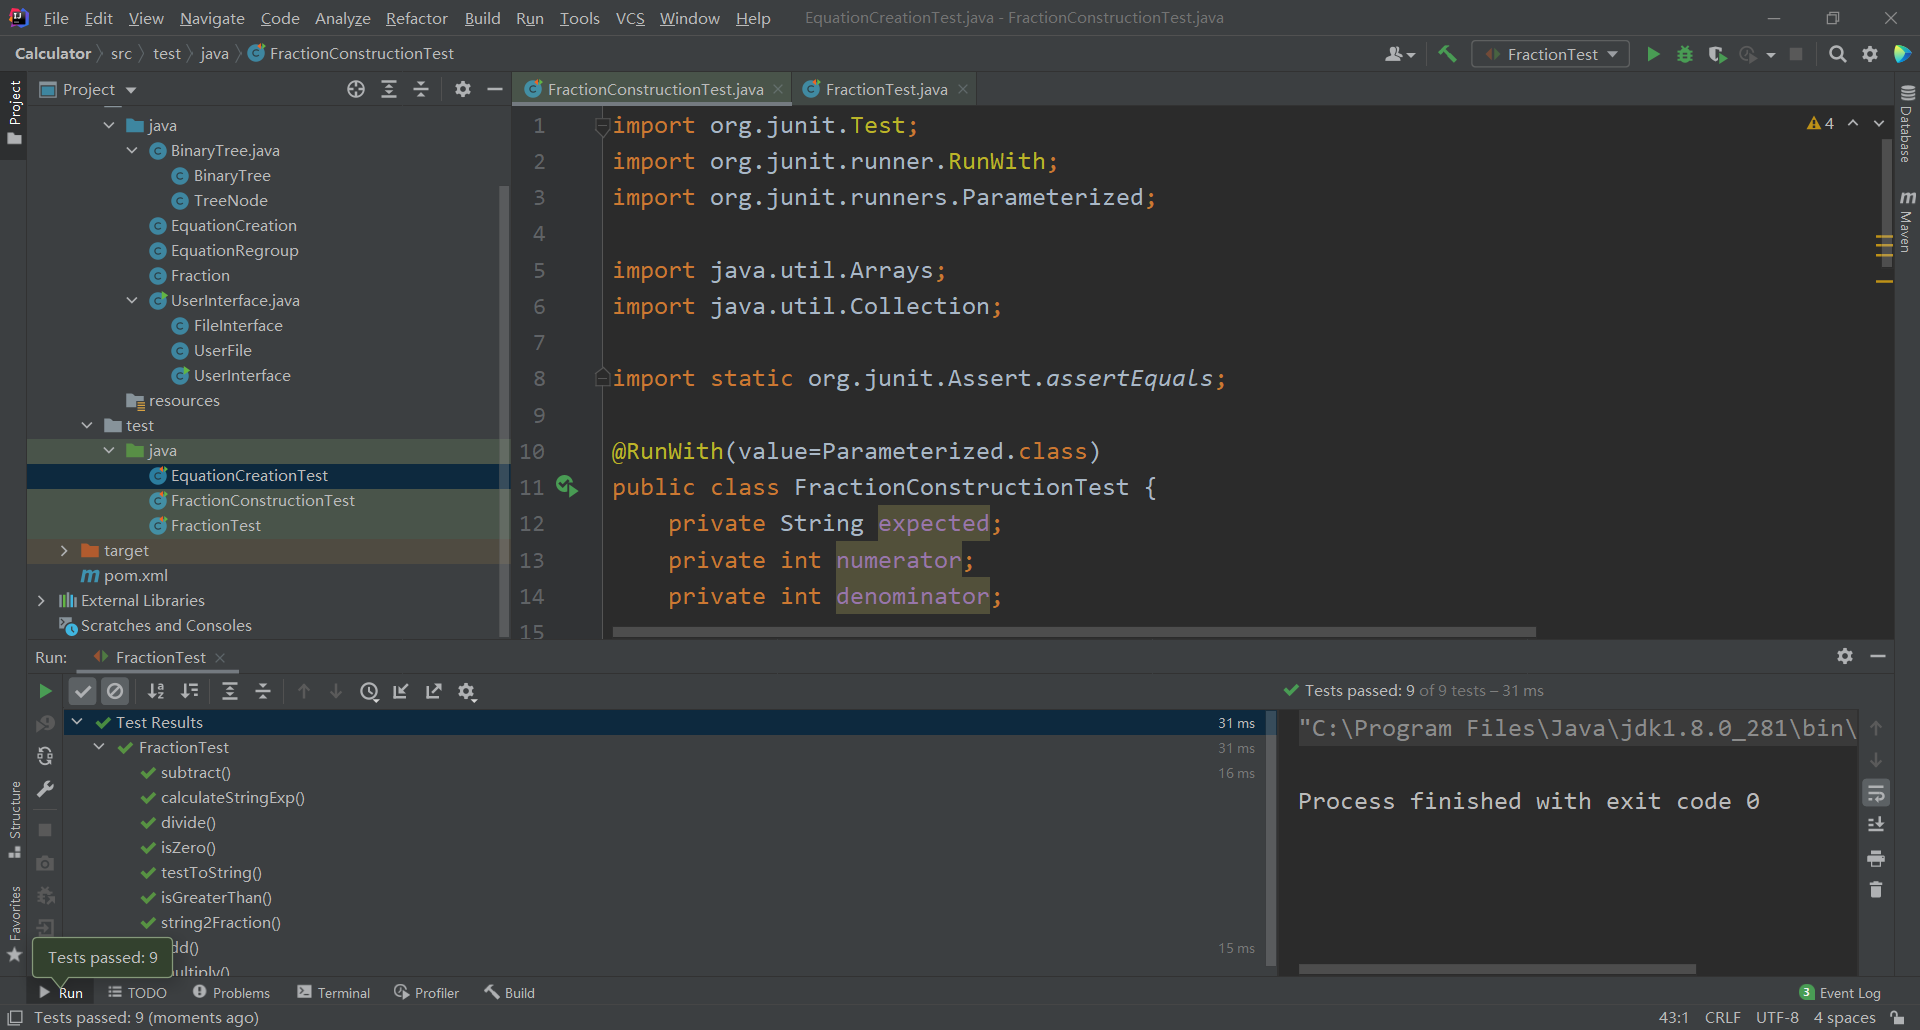 File Edit View Navigate Code Analyze Refactor Build Run Tools VCS Window Help EquationCreationTest.java - FractionConstructionTest.java
Calculator src test java FractionConstructionTest FractionTest
Project
Project
FractionConstructionTest.java FractionTest.java
java
BinaryTree.java
BinaryTree
TreeNode
EquationCreation
EquationRegroup
Fraction
UserInterface.java
FileInterface
UserFile
UserInterface
resources
test
java
EquationCreationTest
FractionConstructionTest
FractionTest
target
pom.xml
External Libraries
Scratches and Consoles
4
1 import org.junit.Test;
2 import org.junit.runner.RunWith;
3 import org.junit.runners.Parameterized;
4
5 import java.util.Arrays;
6 import java.util.Collection;
7
8 import static org.junit.Assert.assertEquals;
9
10 @RunWith(value=Parameterized.class)
11 public class FractionConstructionTest {
12 private String expected;
13 private int numerator;
14 private int denominator;
15
Database
Maven
Run: FractionTest
Tests passed: 9 of 9 tests – 31 ms
Test Results 31 ms
FractionTest 31 ms
subtract() 16 ms
calculateStringExp()
divide()
isZero()
testToString()
isGreaterThan()
string2Fraction()
dd() 15 ms
ultiply()
"C:\Program Files\Java\jdk1.8.0_281\bin\
Process finished with exit code 0
Structure
Favorites
Tests passed: 9
Run TODO Problems Terminal Profiler Build 3 Event Log
Tests passed: 9 (moments ago) 43:1 CRLF UTF-8 4 spaces